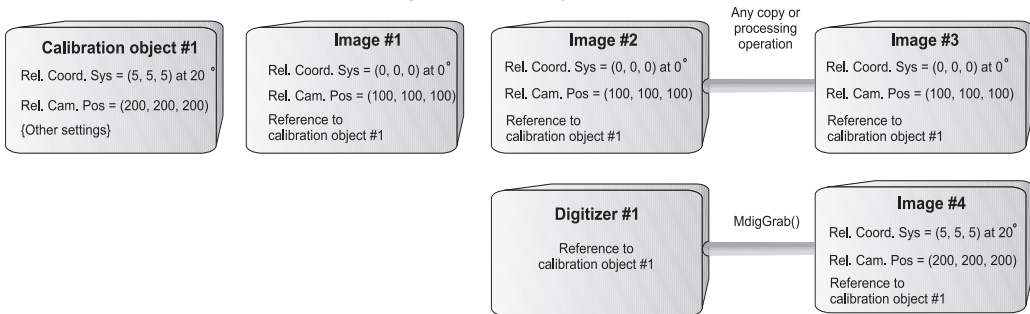 Calibration object #1
Rel. Coord. Sys = (5, 5, 5) at 20 °
Rel. Cam. Pos = (200, 200, 200)
{Other settings}
Image #1
Rel. Coord. Sys = (0, 0, 0) at 0°
Rel. Cam. Pos = (100, 100, 100)
Reference to
calibration object #1
Image #2
Rel. Coord. Sys = (0, 0, 0) at 0°
Rel. Cam. Pos = (100, 100, 100)
Reference to
calibration object #1
Any copy or
processing
operation
Image #3
Rel. Coord. Sys = (0, 0, 0) at 0°
Rel. Cam. Pos = (100, 100, 100)
Reference to
calibration object #1
Digitizer #1
Reference to
calibration object #1
MdigGrab()
Image #4
Rel. Coord. Sys = (5, 5, 5) at 20°
Rel. Cam. Pos = (200, 200, 200)
Reference to
calibration object #1